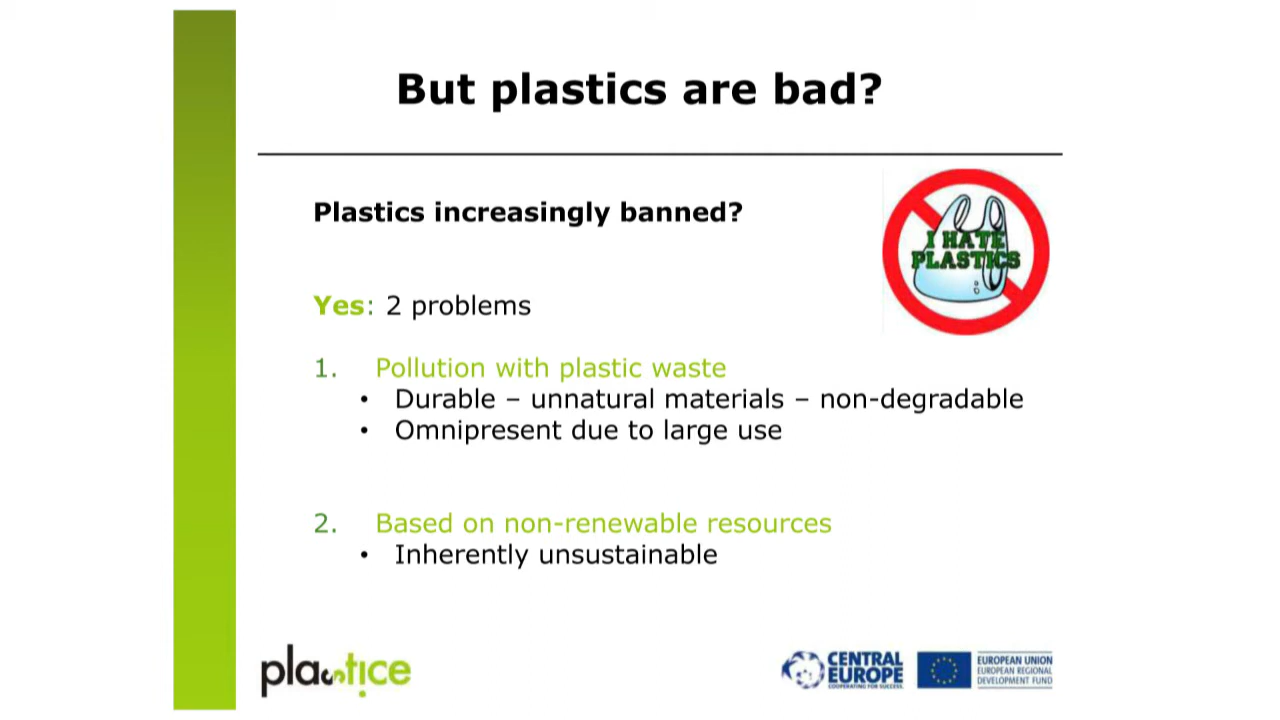 But plastics are bad?
Plastics increasingly banned?
I HATE
PLASTICS
Yes: 2 problems
1. Pollution with plastic waste
• Durable – unnatural materials – non-degradable
• Omnipresent due to large use
2. Based on non-renewable resources
• Inherently unsustainable
plastice
CENTRAL
EUROPE
COOPERATING FOR SUCCESS.
EUROPEAN UNION
EUROPEAN REGIONAL
DEVELOPMENT FUND